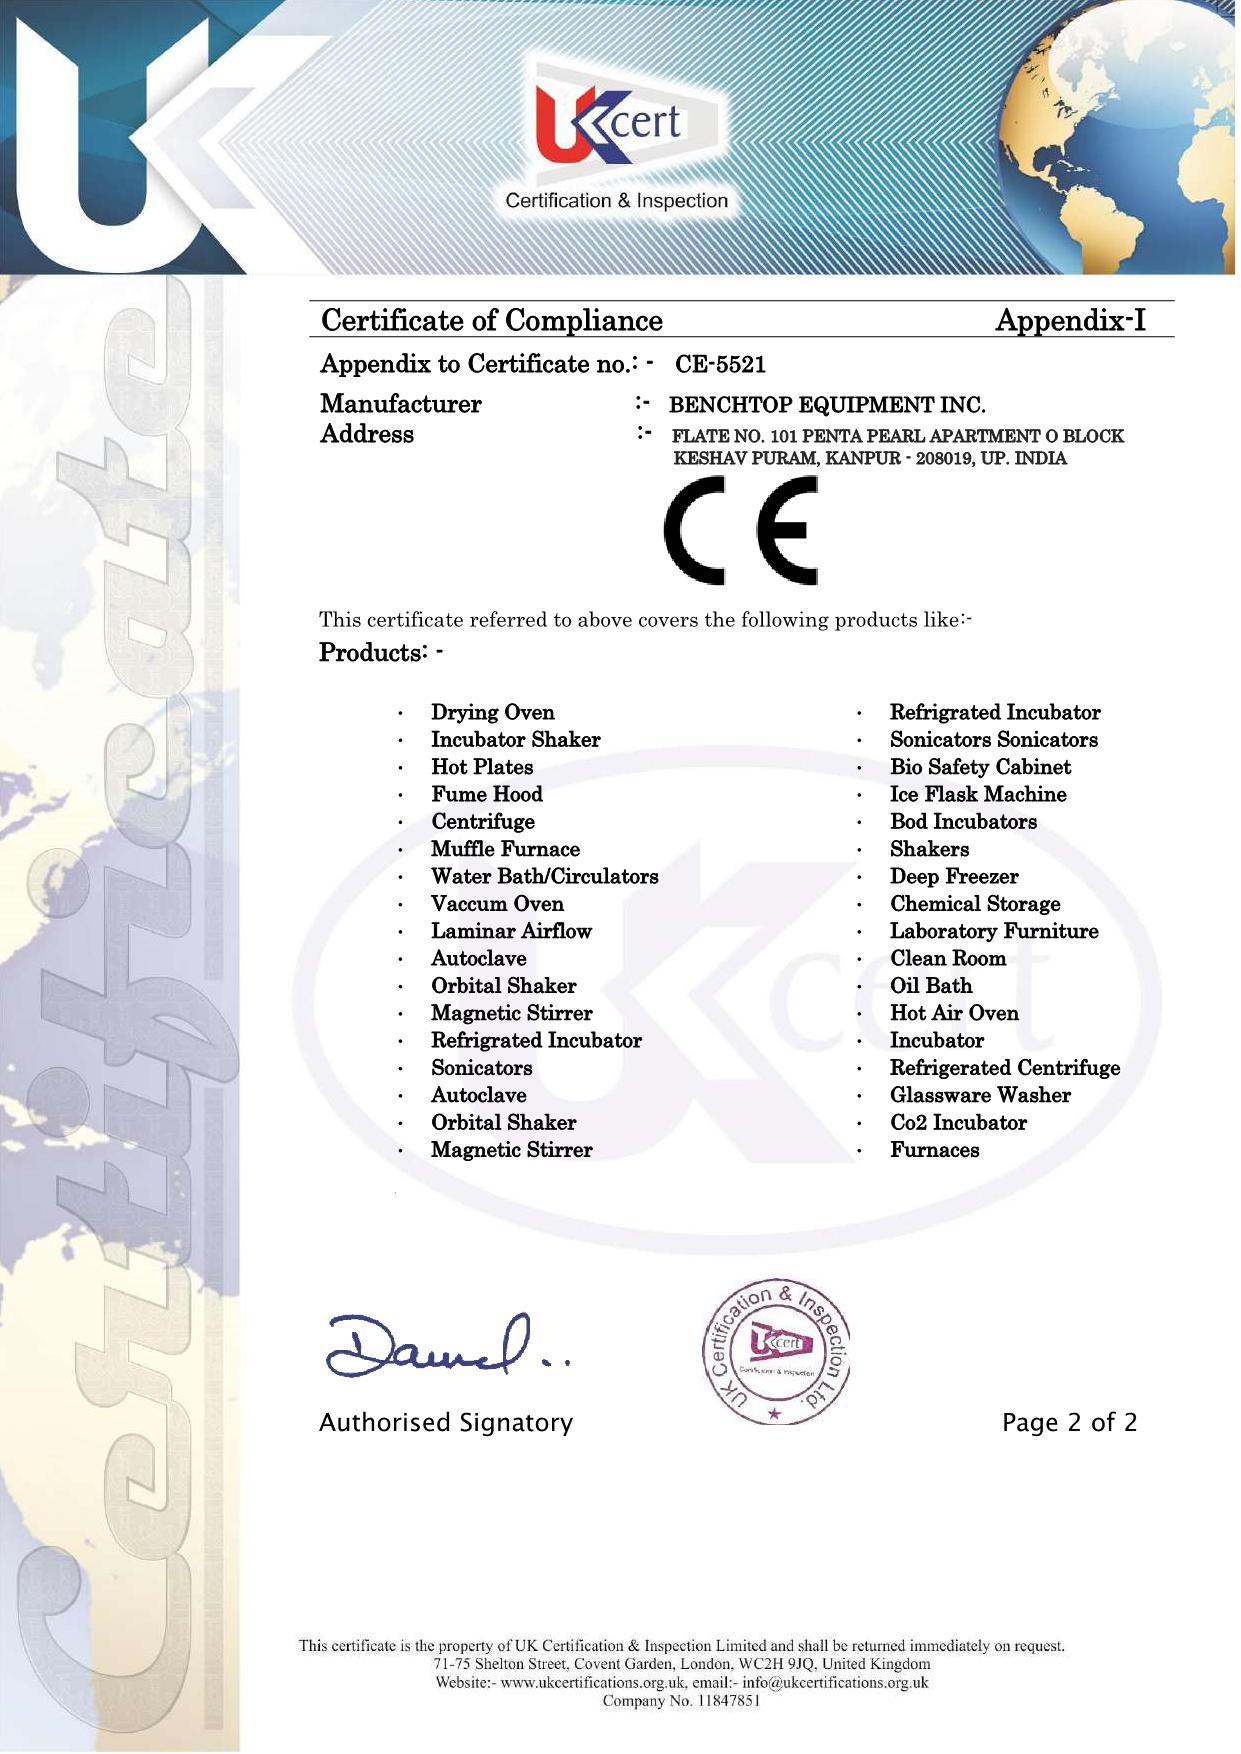 UK
UKcert
Certification & Inspection
Certificate
Certificate of Compliance Appendix-I
Appendix to Certificate no.: - CE-5521
Manufacturer :- BENCHTOP EQUIPMENT INC.
Address :- FLATE NO. 101 PENTA PEARL APARTMENT O BLOCK
KESHAV PURAM, KANPUR - 208019, UP. INDIA
CE
This certificate referred to above covers the following products like:-
Products: -
· Drying Oven
· Incubator Shaker
· Hot Plates
· Fume Hood
· Centrifuge
· Muffle Furnace
· Water Bath/Circulators
· Vaccum Oven
· Laminar Airflow
· Autoclave
· Orbital Shaker
· Magnetic Stirrer
· Refrigrated Incubator
· Sonicators
· Autoclave
· Orbital Shaker
· Magnetic Stirrer
· Refrigrated Incubator
· Sonicators Sonicators
· Bio Safety Cabinet
· Ice Flask Machine
· Bod Incubators
· Shakers
· Deep Freezer
· Chemical Storage
· Laboratory Furniture
· Clean Room
· Oil Bath
· Hot Air Oven
· Incubator
· Refrigerated Centrifuge
· Glassware Washer
· Co2 Incubator
· Furnaces
UKcert
UK Certification & Inspection Ltd.
UKcert
Certification & Inspection
Authorised Signatory
Page 2 of 2
This certificate is the property of UK Certification & Inspection Limited and shall be returned immediately on request.
71-75 Shelton Street, Covent Garden, London, WC2H 9JQ, United Kingdom
Website:- www.ukcertifications.org.uk, email:- info@ukcertifications.org.uk
Company No. 11847851